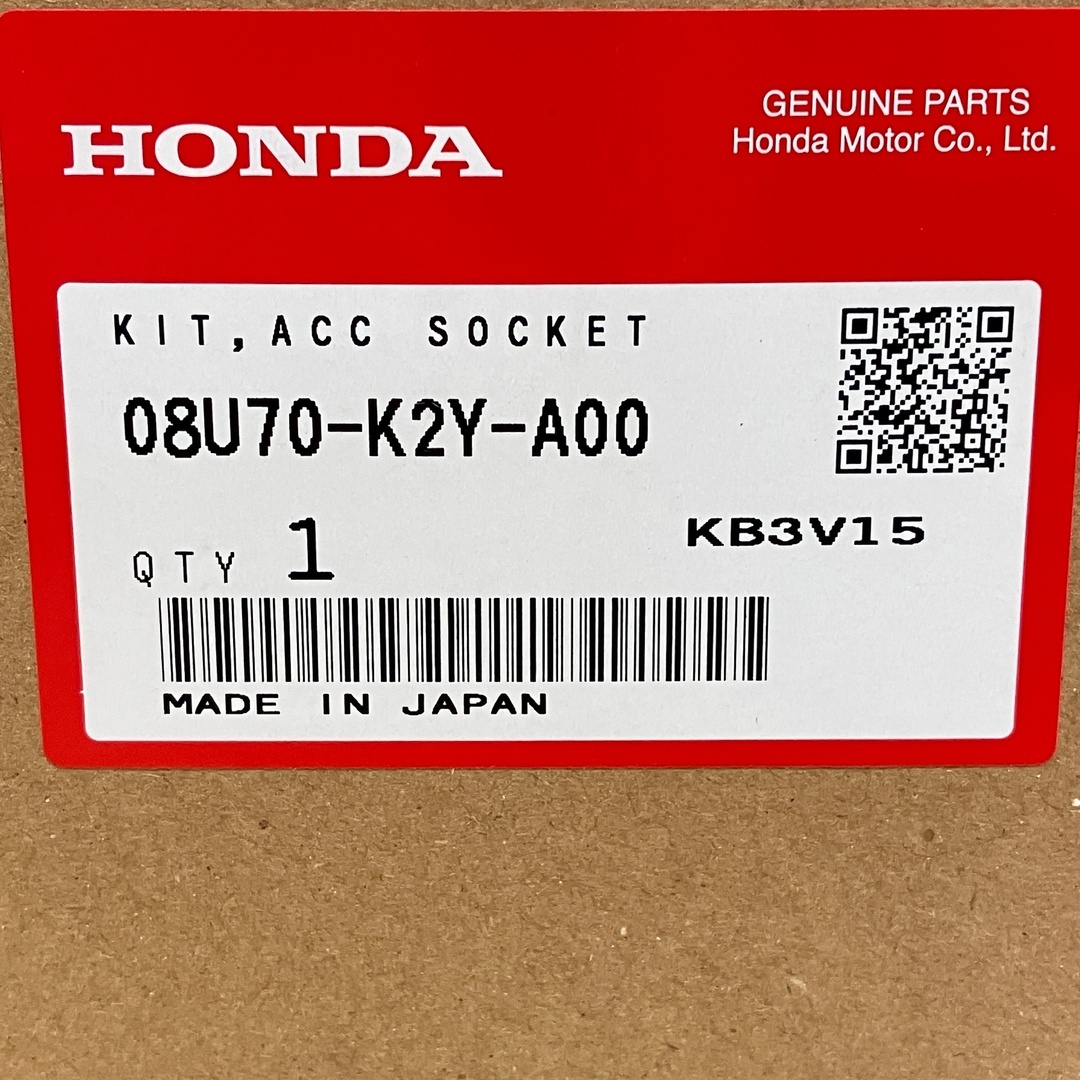 HONDA
GENUINE PARTS
Honda Motor Co., Ltd.
KIT, ACC SOCKET
08U70-K2Y-A00
QTY 1
KB3V15
MADE IN JAPAN